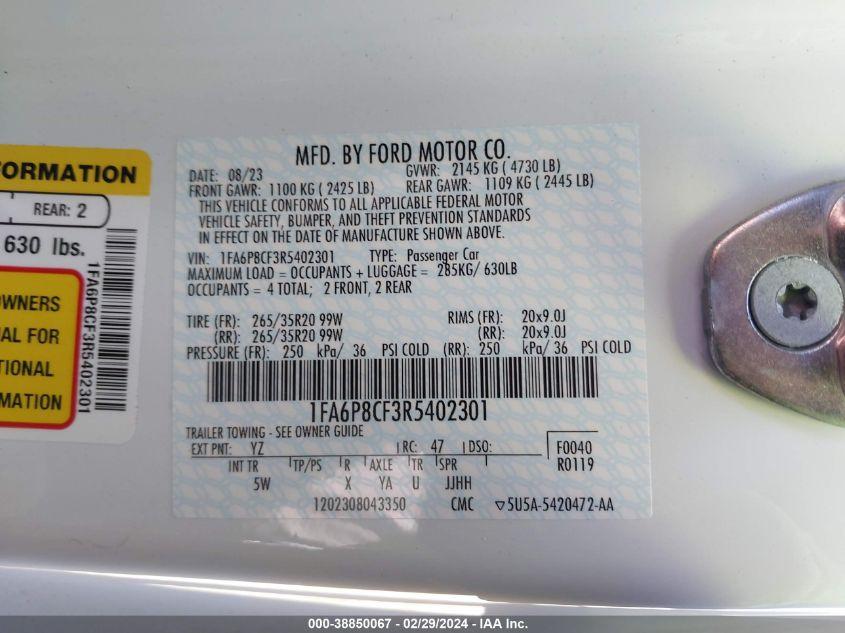 FORMATION
REAR: 2
630 lbs.
OWNERS
FOR
1FA6P8CF3R5402301
MFD. BY FORD MOTOR CO.
DATE: 08/23 GVWR: 2145 KG ( 4730 LB)
FRONT GAWR: 1100 KG ( 2425 LB) REAR GAWR: 1109 KG ( 2445 LB)
THIS VEHICLE CONFORMS TO ALL APPLICABLE FEDERAL MOTOR
VEHICLE SAFETY, BUMPER, AND THEFT PREVENTION STANDARDS
IN EFFECT ON THE DATE OF MANUFACTURE SHOWN ABOVE.
VIN: 1FA6P8CF3R5402301 TYPE: Passenger Car
MAXIMUM LOAD = OCCUPANTS + LUGGAGE = 285KG/ 630LB
OCCUPANTS = 4 TOTAL; 2 FRONT, 2 REAR
TIRE (FR): 265/35R20 99W RIMS (FR): 20x9.0J
(RR): 265/35R20 99W (RR): 20x9.0J
PRESSURE (FR): 250 kPa/ 36 PSI COLD (RR): 250 kPa/ 36 PSI COLD
1FA6P8CF3R5402301
TRAILER TOWING - SEE OWNER GUIDE
EXT PNT: YZ RC: 47 DSO: F0040
INT TR TP/PS R AXLE TR SPR R0119
5W X YA U JJHH
1202308043350 CMC ▽5U5A-5420472-AA
000-38850067 - 02/29/2024 - IAA Inc.